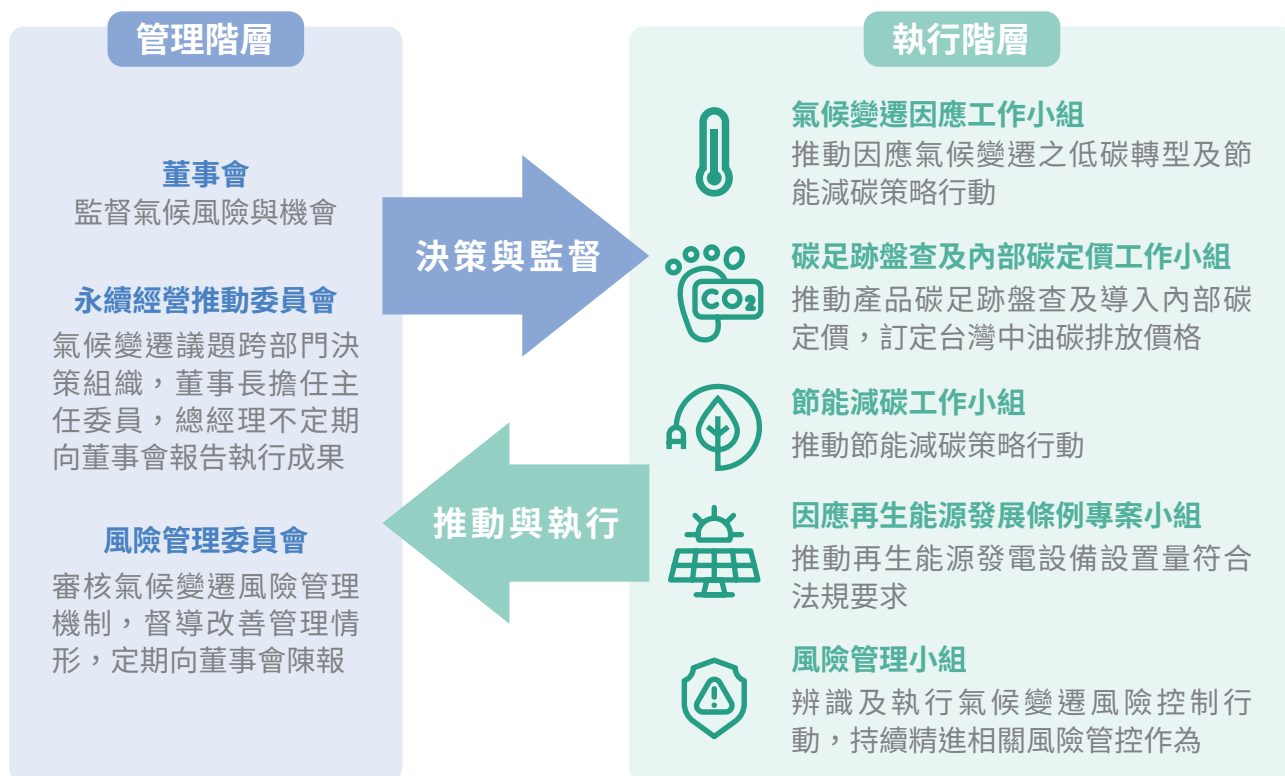 管理階層
董事會
監督氣候風險與機會
永續經營推動委員會
氣候變遷議題跨部門決
策組織，董事長擔任主
任委員，總經理不定期
向董事會報告執行成果
風險管理委員會
審核氣候變遷風險管理
機制，督導改善管理情
形，定期向董事會陳報
決策與監督
推動與執行
執行階層
氣候變遷因應工作小組
推動因應氣候變遷之低碳轉型及節
能減碳策略行動
CO₂
碳足跡盤查及內部碳定價工作小組
推動產品碳足跡盤查及導入內部碳
定價，訂定台灣中油碳排放價格
節能減碳工作小組
推動節能減碳策略行動
因應再生能源發展條例專案小組
推動再生能源發電設備設置量符合
法規要求
風險管理小組
辨識及執行氣候變遷風險控制行
動，持續精進相關風險管控作為